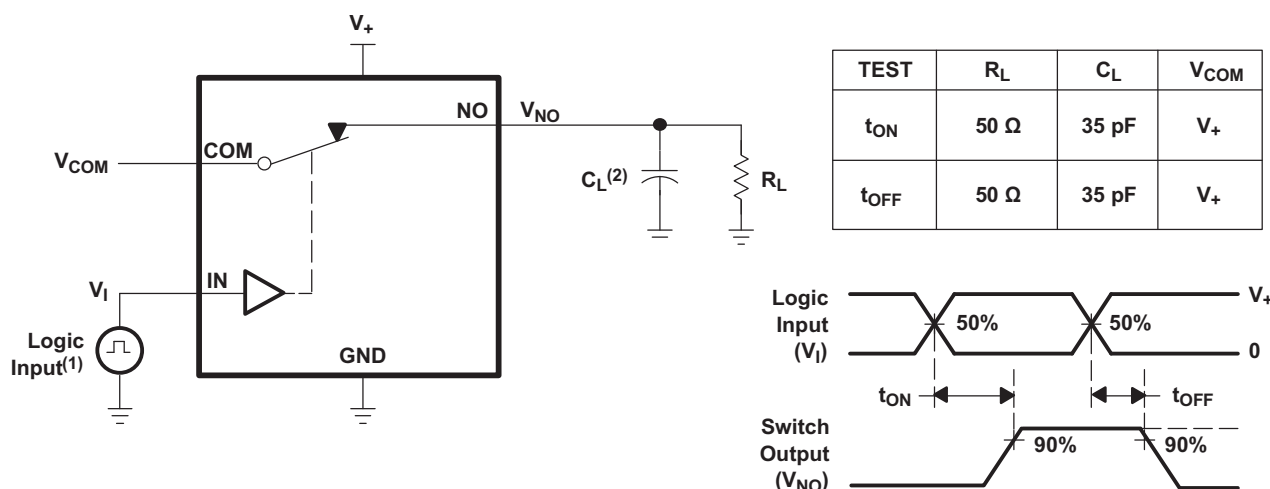 V+
NO
VNO
COM
VCOM
CL(2)
RL
IN
VI
Logic
Input(1)
GND
TEST RL CL VCOM
tON 50 Ω 35 pF V+
tOFF 50 Ω 35 pF V+
Logic
Input
(VI)
50%
50%
V+
0
tON
tOFF
Switch
Output
(VNO)
90%
90%